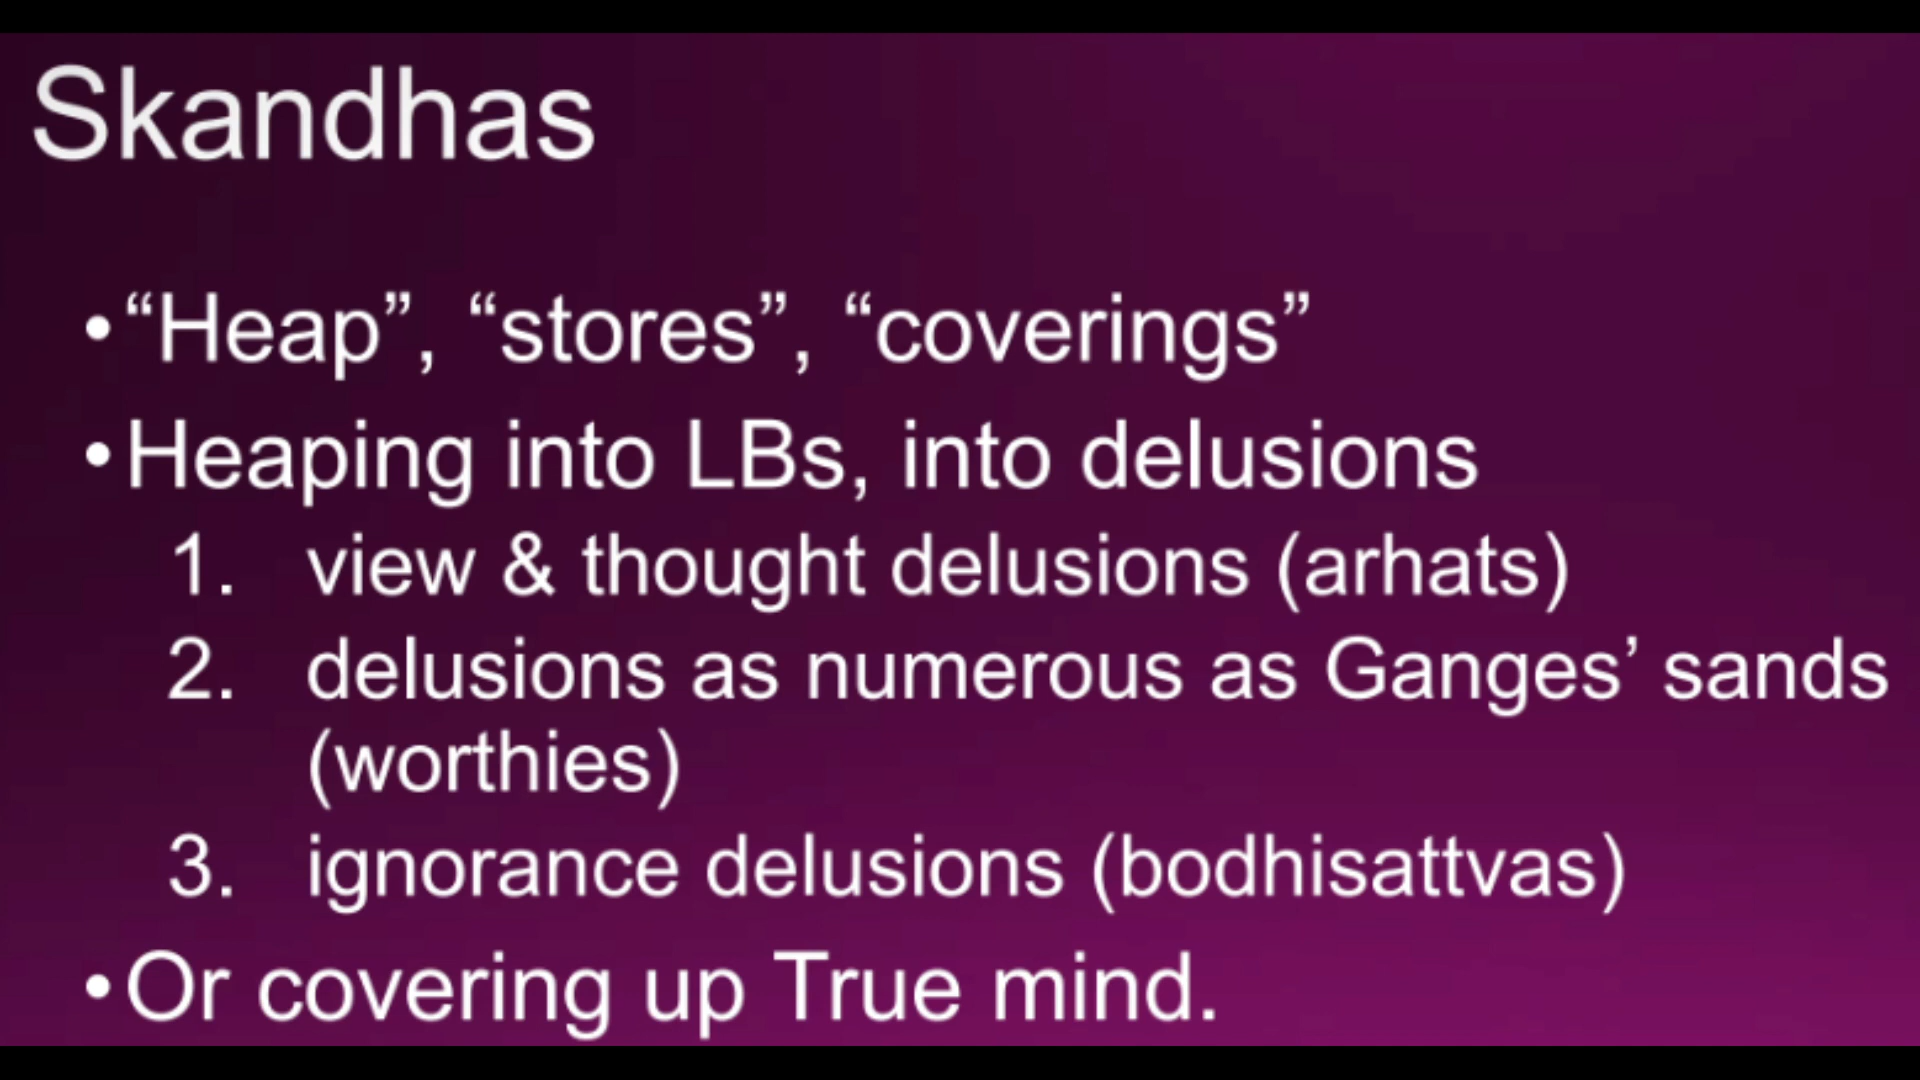 Skandhas
•“Heap”, “stores”, “coverings”
•Heaping into LBs, into delusions
1. view & thought delusions (arhats)
2. delusions as numerous as Ganges’ sands
(worthies)
3. ignorance delusions (bodhisattvas)
•Or covering up True mind.